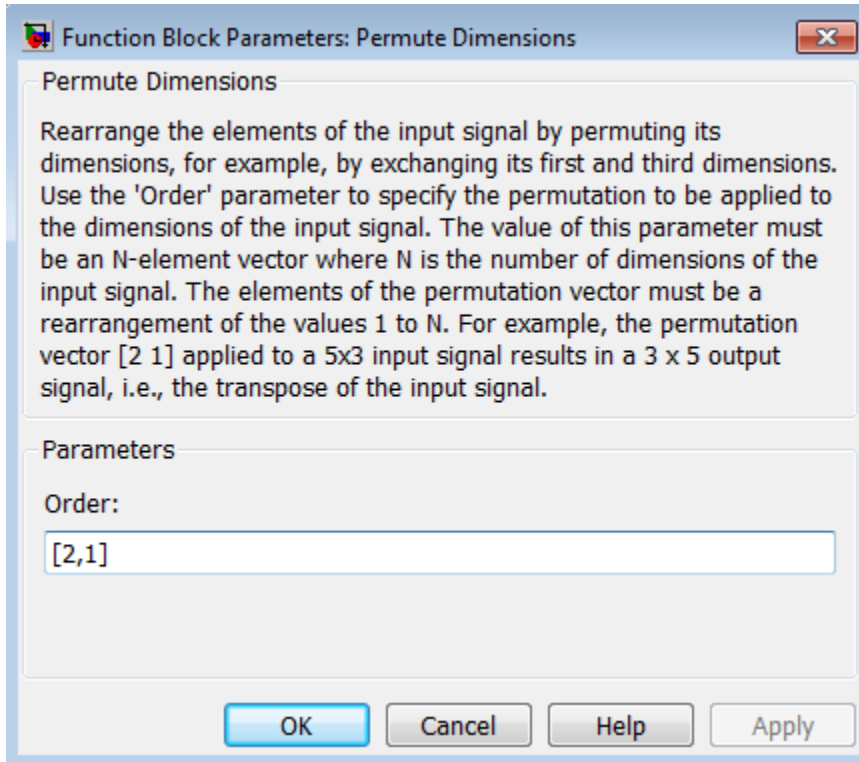 Function Block Parameters: Permute Dimensions
Permute Dimensions
Rearrange the elements of the input signal by permuting its
dimensions, for example, by exchanging its first and third dimensions.
Use the 'Order' parameter to specify the permutation to be applied to
the dimensions of the input signal. The value of this parameter must
be an N-element vector where N is the number of dimensions of the
input signal. The elements of the permutation vector must be a
rearrangement of the values 1 to N. For example, the permutation
vector [2 1] applied to a 5x3 input signal results in a 3 x 5 output
signal, i.e., the transpose of the input signal.
Parameters
Order:
[2,1]
OK Cancel Help Apply